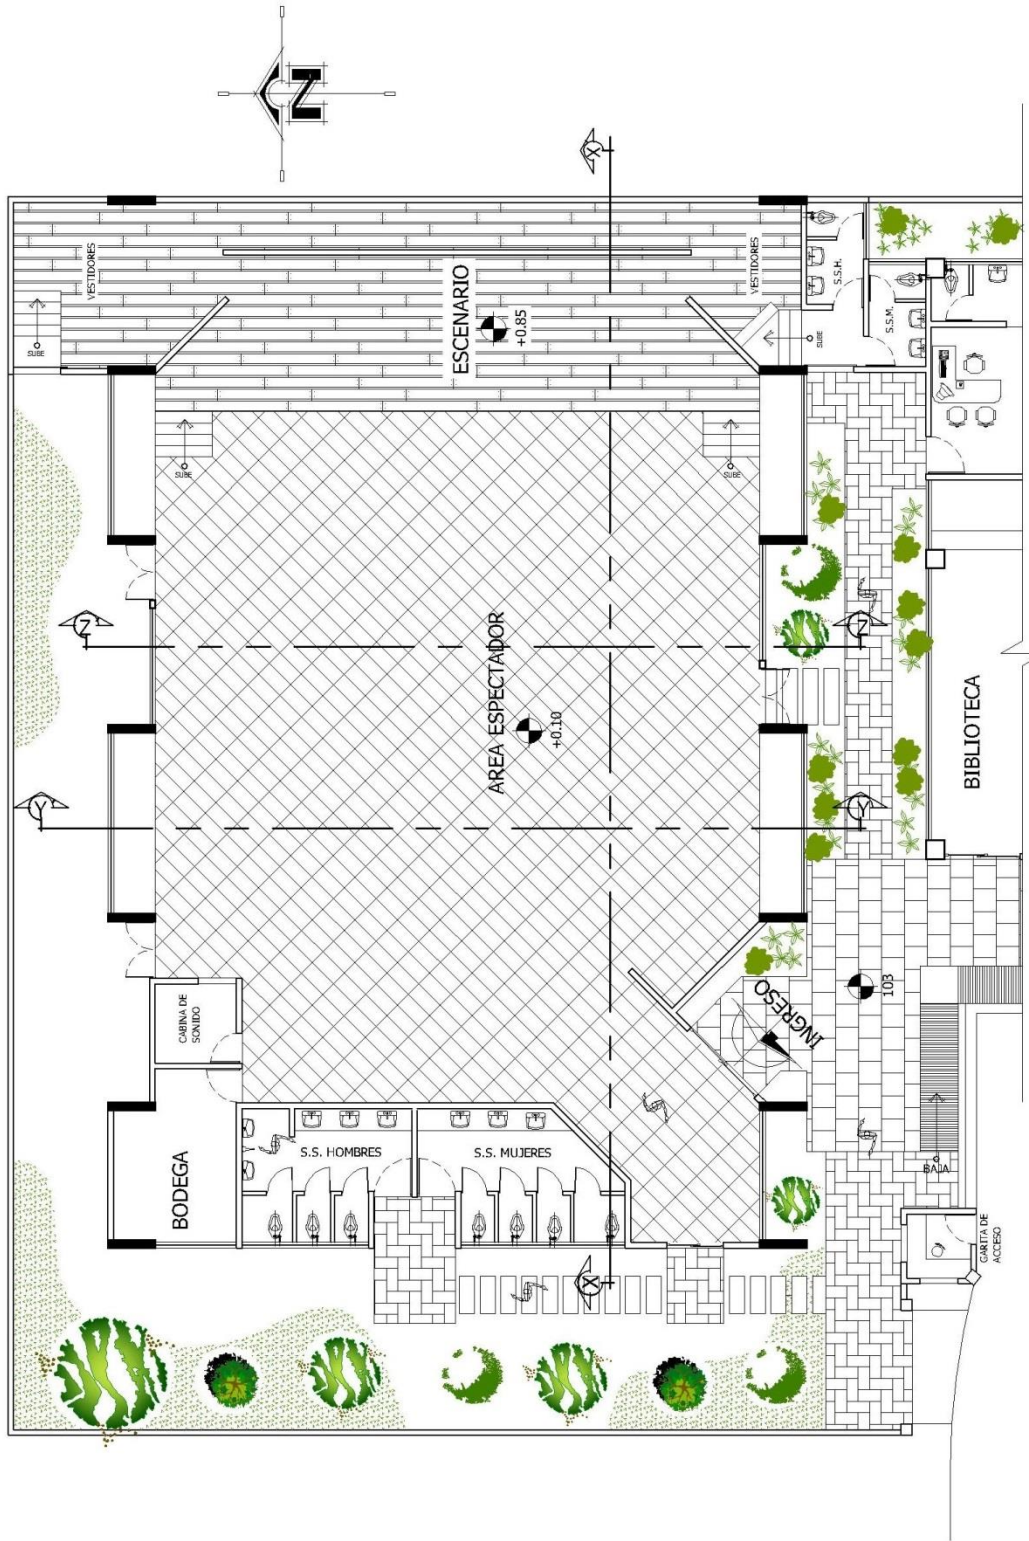 N
X
VESTIDORES
VESTIDORES
S.S.H.
SUBE
ESCENARIO
+0.85
SUBE
S.S.M.
SUBE
SUBE
Z
Z
AREA ESPECTADOR
+0.10
BIBLIOTECA
Y
Y
CABINA DE
SONIDO
INGRESO
103
BODEGA
S.S. HOMBRES
S.S. MUJERES
BAJA
GARITA DE
ACCESO
X